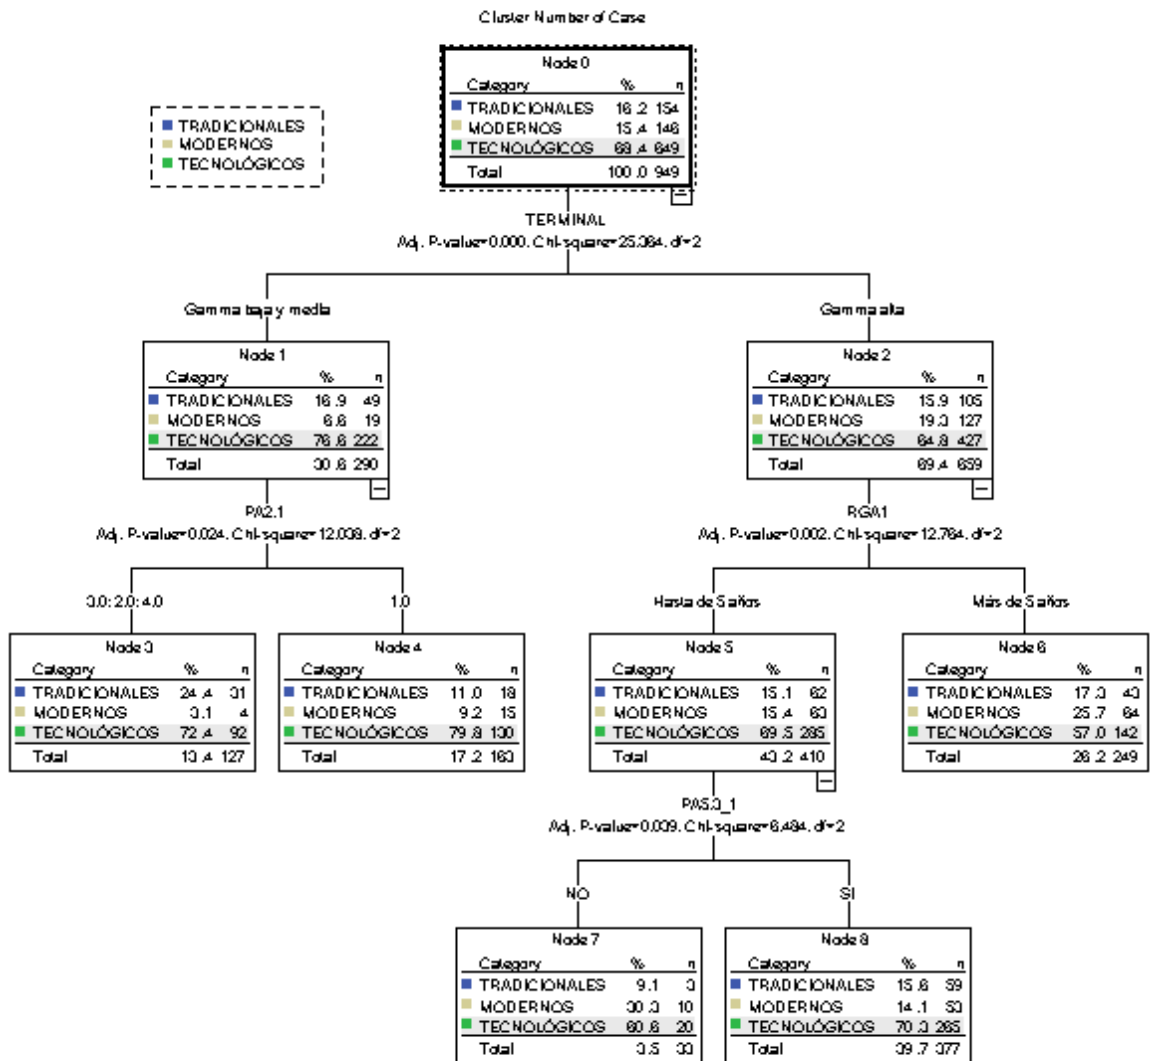 Cluster Number of Case
Node 0
Category % n
TRADICIONALES 16.2 154
MODERNOS 15.4 146
TECNOLÓGICOS 68.4 649
Total 100.0 949
TRADICIONALES
MODERNOS
TECNOLÓGICOS
TERMINAL
Adj. P-value=0.000, Chi-square=25.364, df=2
Gamma baja y media
Gamma alta
Node 1
Category % n
TRADICIONALES 16.9 49
MODERNOS 6.6 19
TECNOLÓGICOS 76.6 222
Total 30.6 290
Node 2
Category % n
TRADICIONALES 15.9 105
MODERNOS 19.3 127
TECNOLÓGICOS 64.8 427
Total 69.4 659
PA2.1
Adj. P-value=0.024, Chi-square=12.038, df=2
RGA1
Adj. P-value=0.002, Chi-square=12.764, df=2
3.0; 2.0; 4.0
1.0
Hasta de 5 años
Más de 5 años
Node 3
Category % n
TRADICIONALES 24.4 31
MODERNOS 3.1 4
TECNOLÓGICOS 72.4 92
Total 13.4 127
Node 4
Category % n
TRADICIONALES 11.0 18
MODERNOS 9.2 15
TECNOLÓGICOS 79.8 130
Total 17.2 163
Node 5
Category % n
TRADICIONALES 15.1 62
MODERNOS 15.4 63
TECNOLÓGICOS 69.5 285
Total 43.2 410
Node 6
Category % n
TRADICIONALES 17.3 43
MODERNOS 25.7 64
TECNOLÓGICOS 57.0 142
Total 26.2 249
PA5.3_1
Adj. P-value=0.039, Chi-square=6.484, df=2
NO
SI
Node 7
Category % n
TRADICIONALES 9.1 3
MODERNOS 30.3 10
TECNOLÓGICOS 60.6 20
Total 3.5 33
Node 8
Category % n
TRADICIONALES 15.6 59
MODERNOS 14.1 53
TECNOLÓGICOS 70.3 265
Total 39.7 377